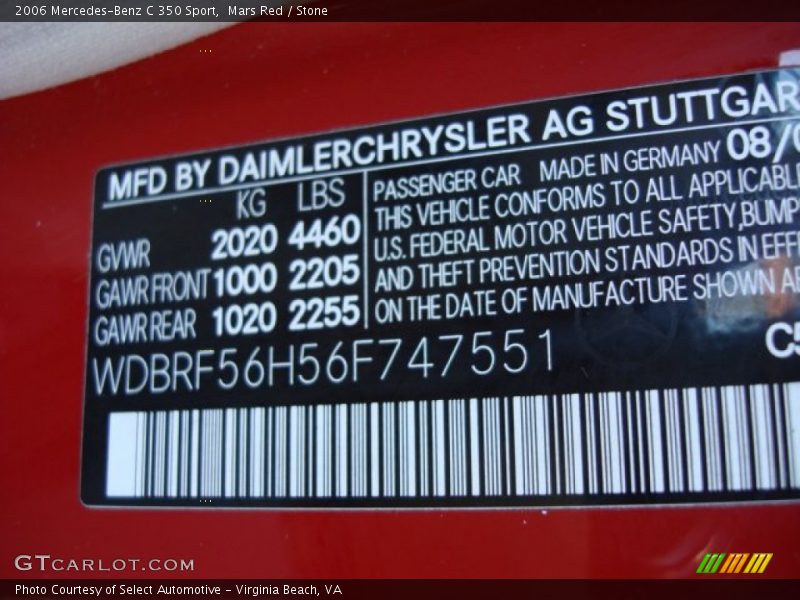 2006 Mercedes-Benz C 350 Sport,  Mars Red / Stone
MFD BY DAIMLERCHRYSLER AG STUTTGAR
KG LBS
GVWR 2020 4460
GAWR FRONT 1000 2205
GAWR REAR 1020 2255
08/0
PASSENGER CAR MADE IN GERMANY
THIS VEHICLE CONFORMS TO ALL APPLICABL
U.S. FEDERAL MOTOR VEHICLE SAFETY, BUMP
AND THEFT PREVENTION STANDARDS IN EFF
ON THE DATE OF MANUFACTURE SHOWN A
WDBRF56H56F747551
C5
GTCARLOT.COM
Photo Courtesy of Select Automotive - Virginia Beach, VA